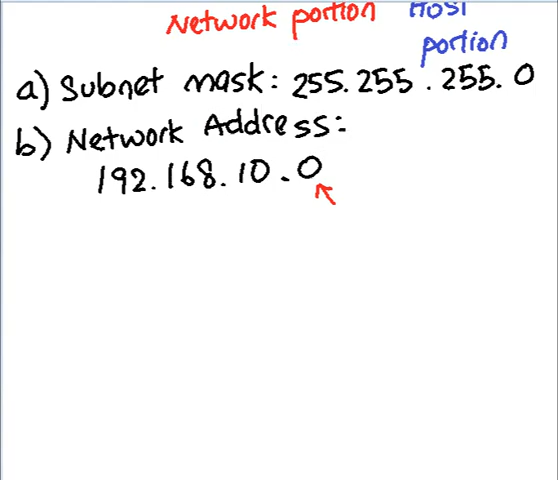 Network portion Host
portion
a) Subnet mask: 255.255.255.0
b) Network Address:
192.168.10.0